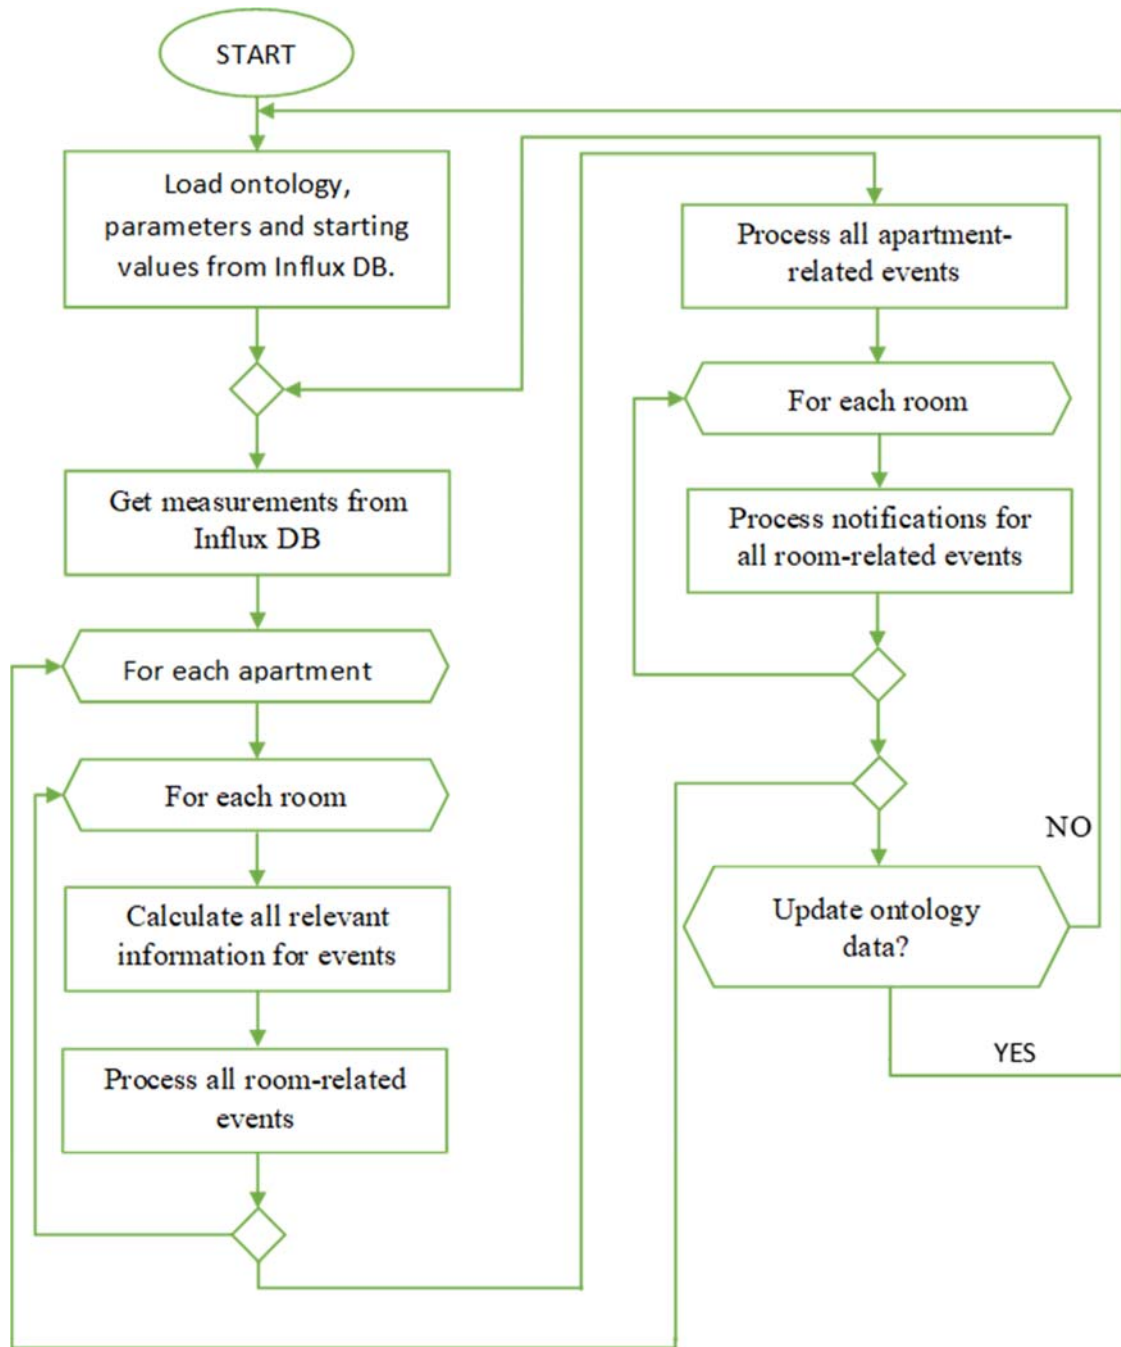 START
Load ontology,
parameters and starting
values from Influx DB.
Get measurements from
Influx DB
For each apartment
For each room
Calculate all relevant
information for events
Process all room-related
events
Process all apartment-
related events
For each room
Process notifications for
all room-related events
Update ontology
data?
NO
YES